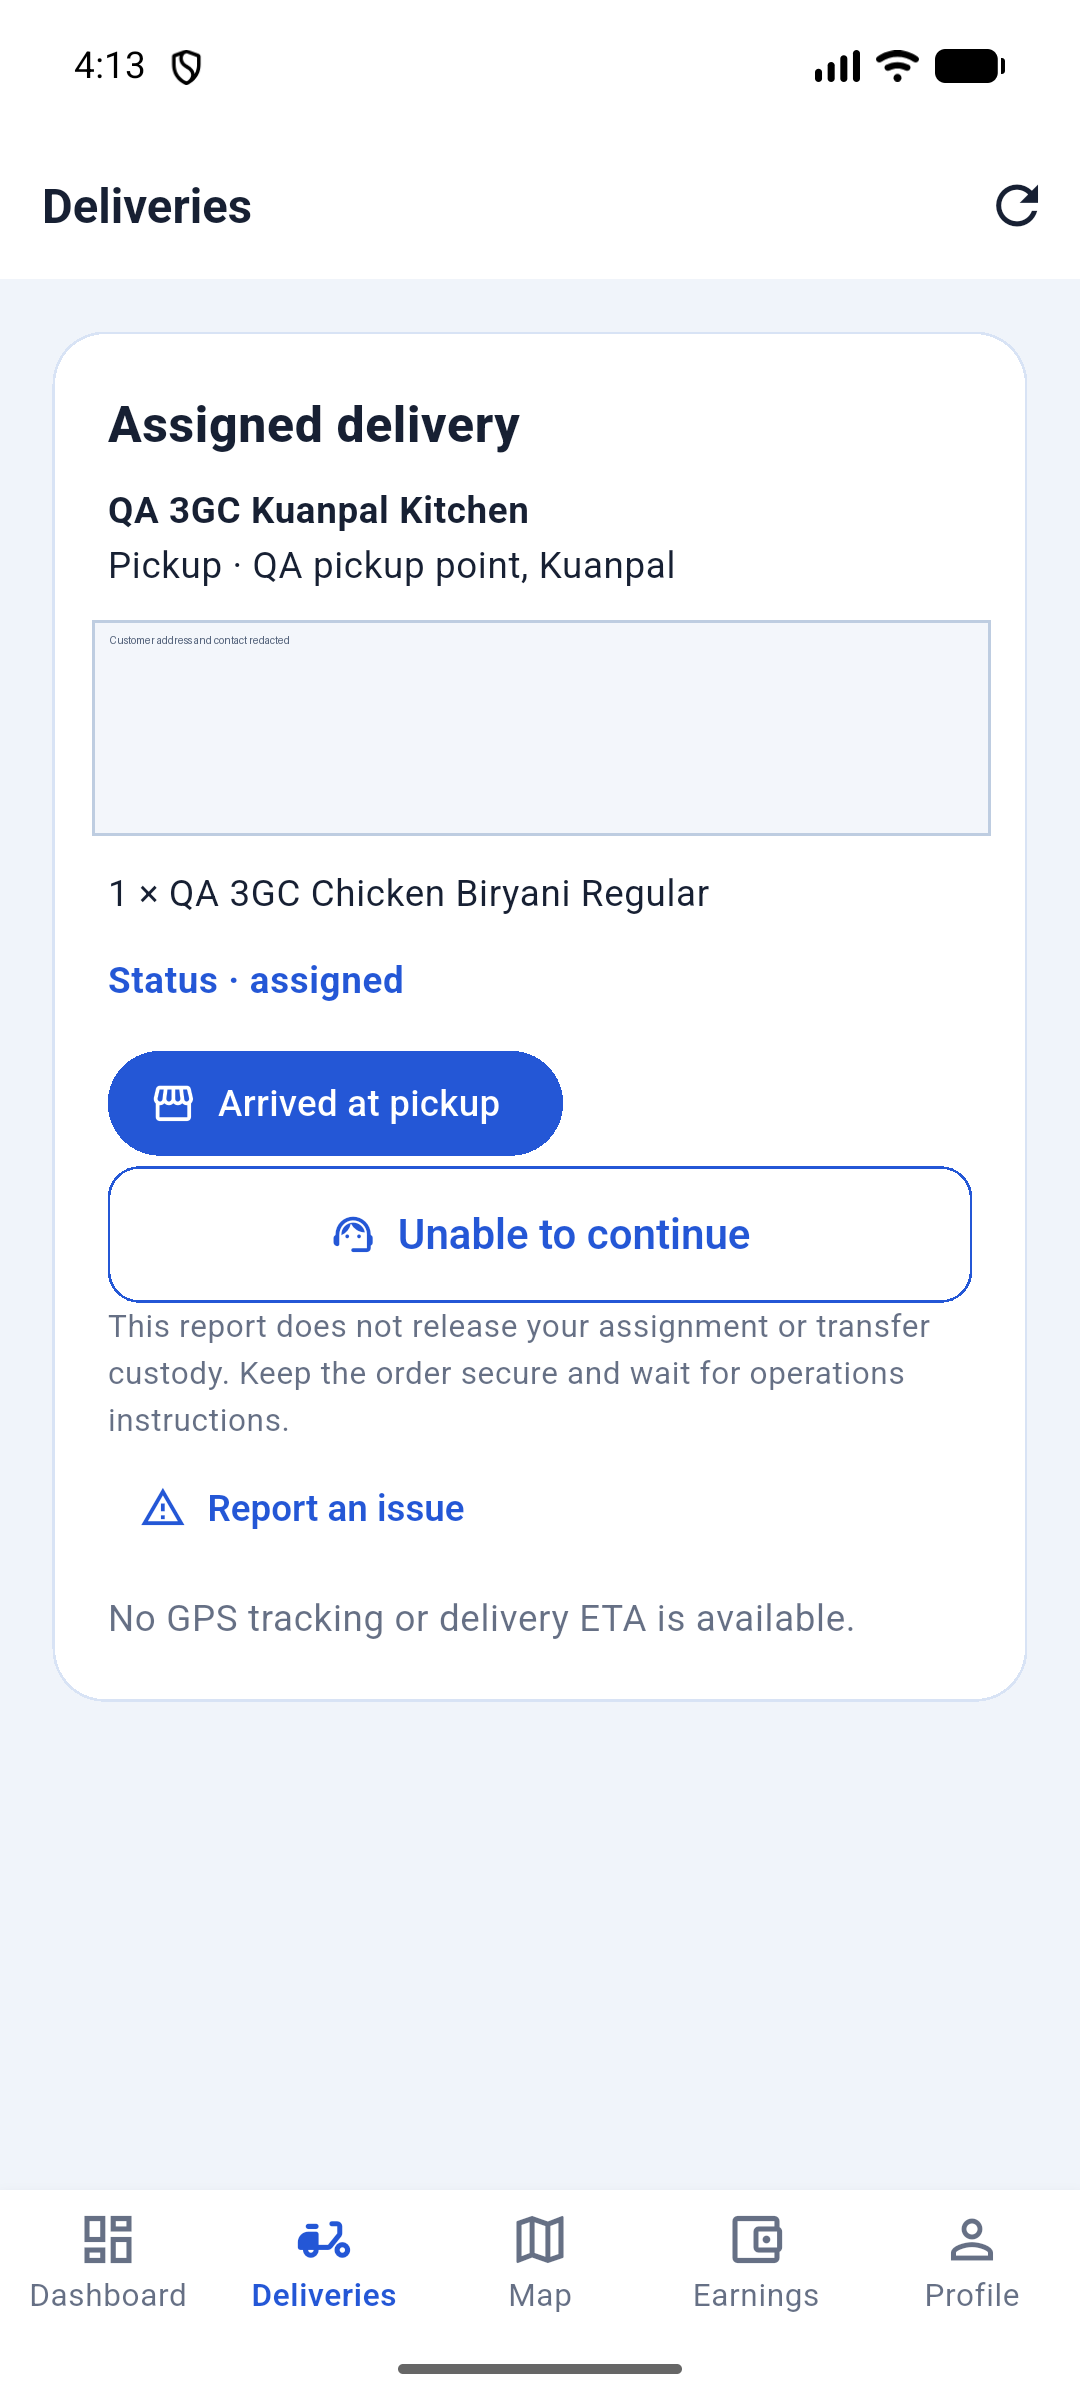 4:13
Deliveries
Assigned delivery
QA 3GC Kuanpal Kitchen
Pickup · QA pickup point, Kuanpal
Customer address and contact redacted
1 × QA 3GC Chicken Biryani Regular
Status · assigned
Arrived at pickup
Unable to continue
This report does not release your assignment or transfer
custody. Keep the order secure and wait for operations
instructions.
Report an issue
No GPS tracking or delivery ETA is available.
Dashboard
Deliveries
Map
Earnings
Profile